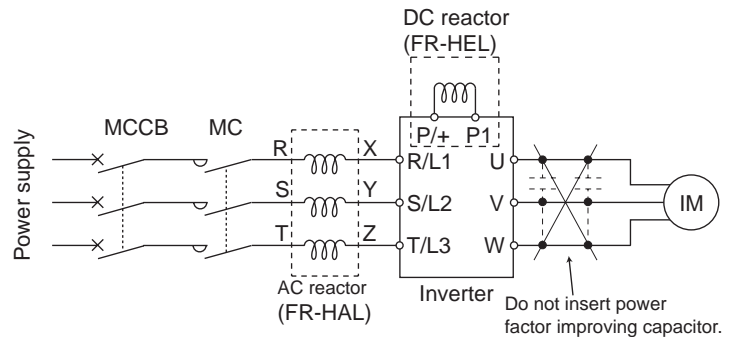 DC reactor
(FR-HEL)
MCCB
MC
P/+
P1
Power supply
R
X
R/L1
U
S
Y
S/L2
V
IM
T
Z
T/L3
W
AC reactor
(FR-HAL)
Inverter
Do not insert power
factor improving capacitor.